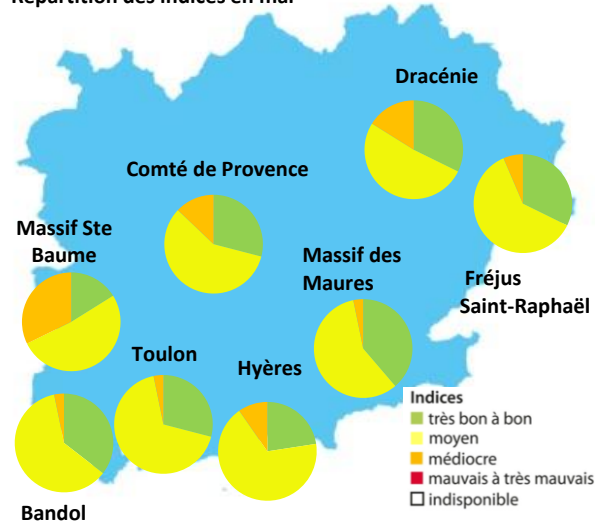 Répartition des indices en mai
Dracénie
Comté de Provence
Massif Ste
Baume
Massif des
Maures
Fréjus
Saint-Raphaël
Toulon
Hyères
Bandol
Indices
très bon à bon
moyen
médiocre
mauvais à très mauvais
indisponible